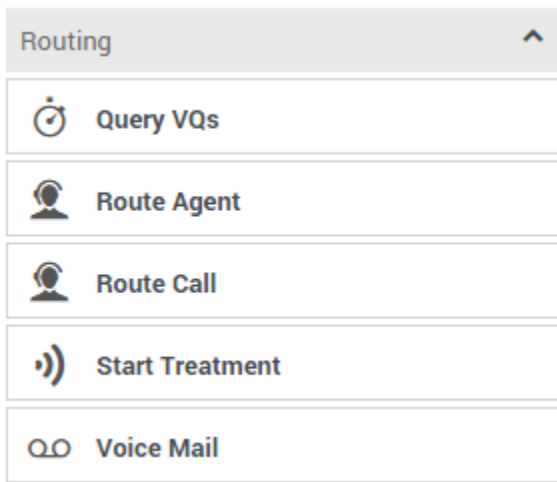 Routing
Query VQs
Route Agent
Route Call
Start Treatment
Voice Mail